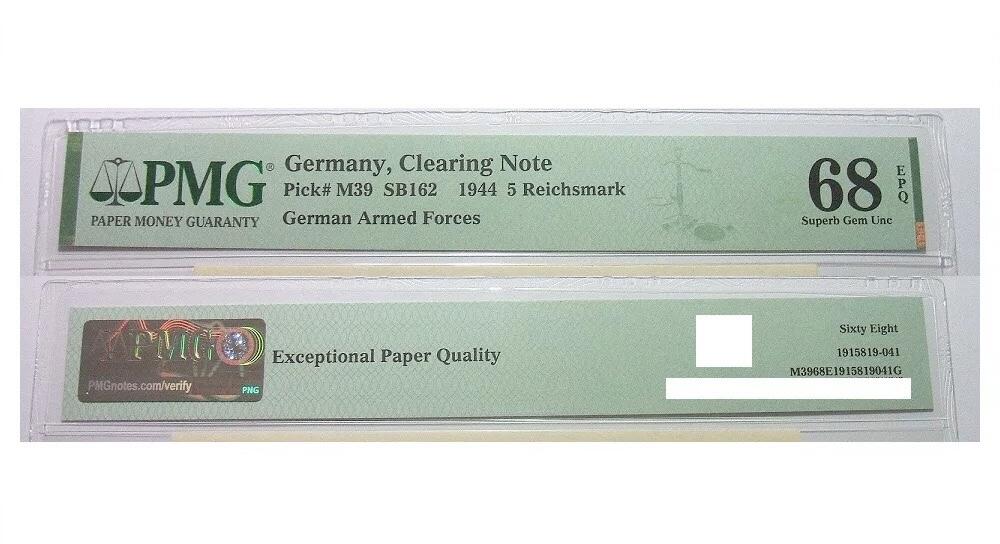 PMG®
PAPER MONEY GUARANTY
Germany, Clearing Note
Pick# M39 SB162 1944 5 Reichsmark
German Armed Forces
68
EPQ
Superb Gem Unc
PMG
PMGnotes.com/verify
PNG
Exceptional Paper Quality
Sixty Eight
1915819-041
M3968E1915819041G